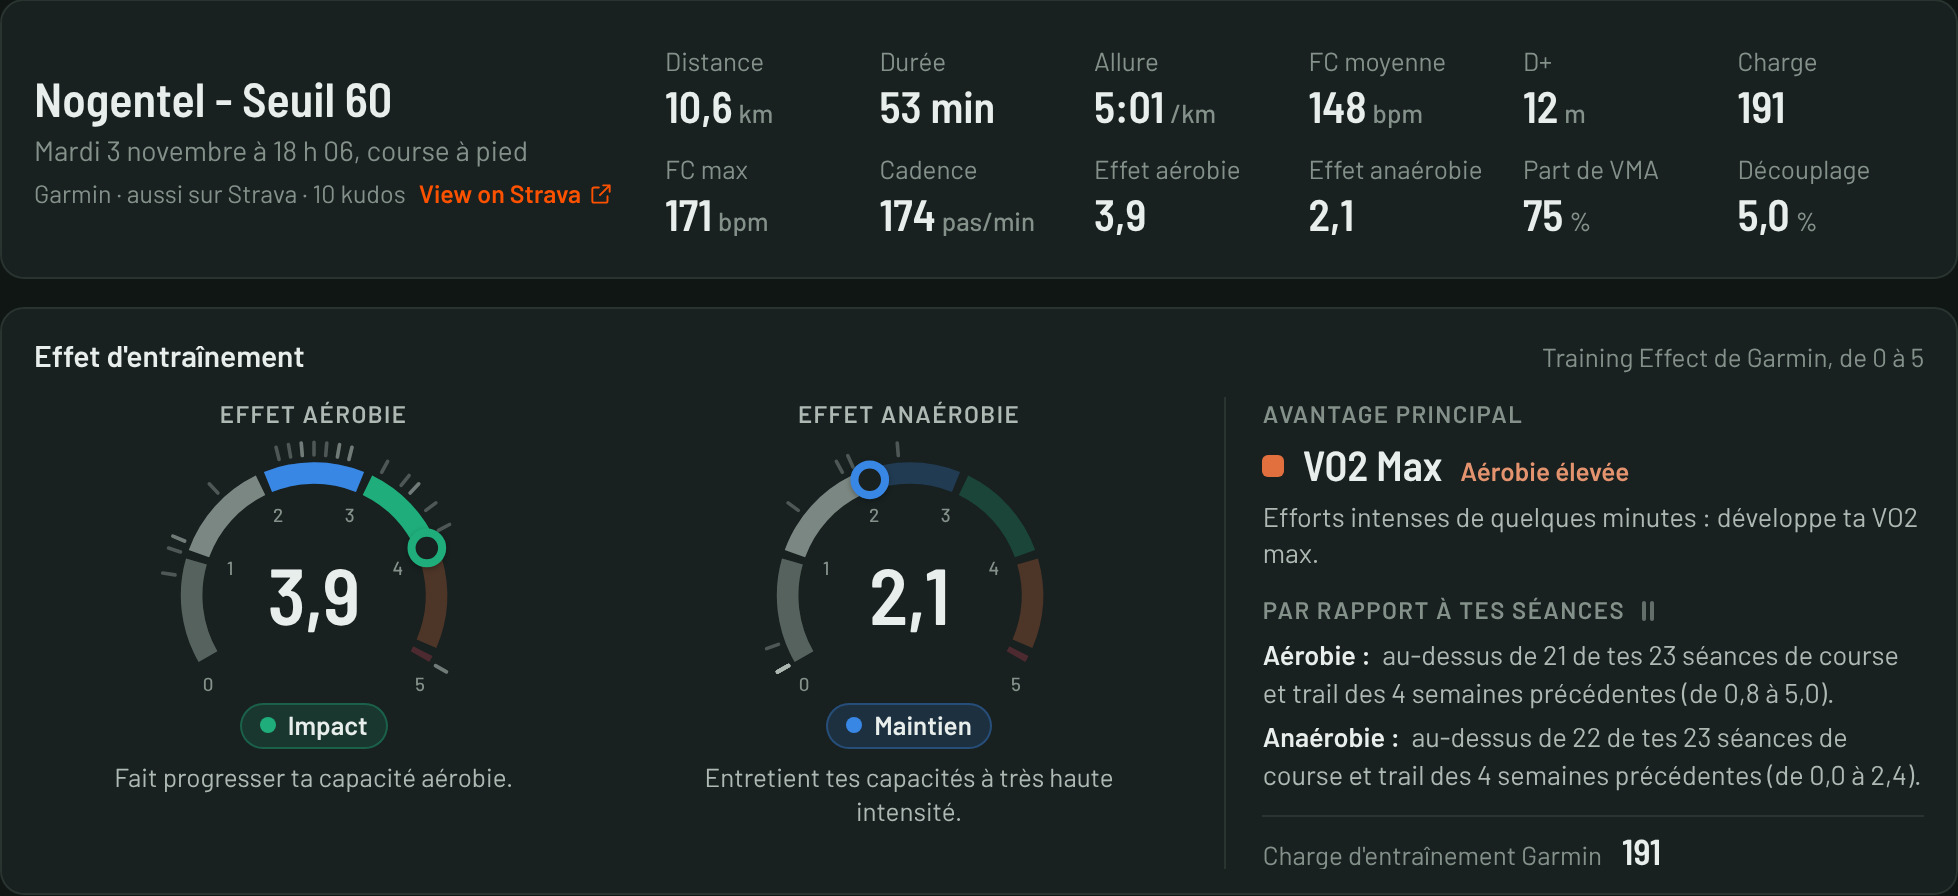 Nogentel - Seuil 60
Mardi 3 novembre à 18 h 06, course à pied
Garmin · aussi sur Strava · 10 kudos View on Strava
Distance Durée Allure FC moyenne D+ Charge
10,6 km 53 min 5:01 /km 148 bpm 12 m 191
FC max Cadence Effet aérobie Effet anaérobie Part de VMA Découplage
171 bpm 174 pas/min 3,9 2,1 75 % 5,0 %
Effet d'entraînement
Training Effect de Garmin, de 0 à 5
EFFET AÉROBIE
0 1 2 3 4 5
3,9
Impact
Fait progresser ta capacité aérobie.
EFFET ANAÉROBIE
0 1 2 3 4 5
2,1
Maintien
Entretient tes capacités à très haute
intensité.
AVANTAGE PRINCIPAL
VO2 Max Aérobie élevée
Efforts intenses de quelques minutes : développe ta VO2
max.
PAR RAPPORT À TES SÉANCES
Aérobie : au-dessus de 21 de tes 23 séances de course
et trail des 4 semaines précédentes (de 0,8 à 5,0).
Anaérobie : au-dessus de 22 de tes 23 séances de
course et trail des 4 semaines précédentes (de 0,0 à 2,4).
Charge d'entraînement Garmin 191